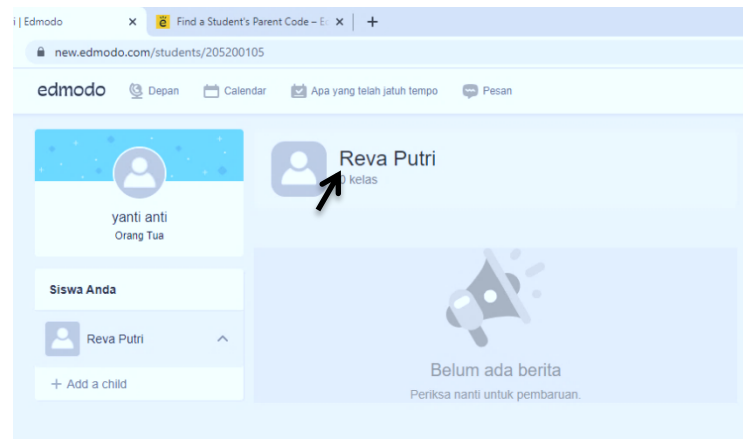 i | Edmodo
Find a Student's Parent Code – E
new.edmodo.com/students/205200105
edmodo Depan Calendar Apa yang telah jatuh tempo Pesan
yanti anti
Orang Tua
Siswa Anda
Reva Putri
+ Add a child
Reva Putri
0 kelas
Belum ada berita
Periksa nanti untuk pembaruan.